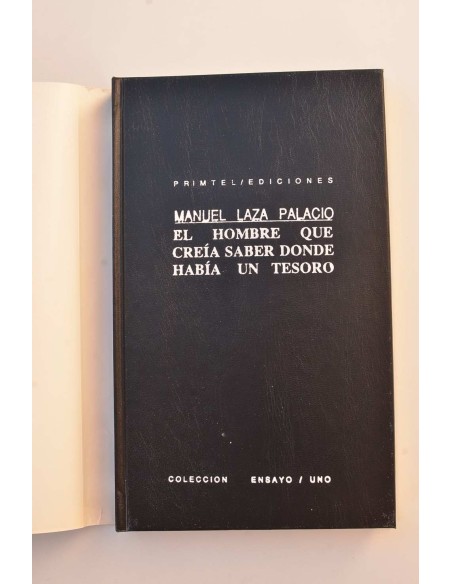 PRIMTEL/EDICIONES
MANUEL LAZA PALACIO
EL HOMBRE QUE
CREÍA SABER DONDE
HABÍA UN TESORO
COLECCION ENSAYO / UNO